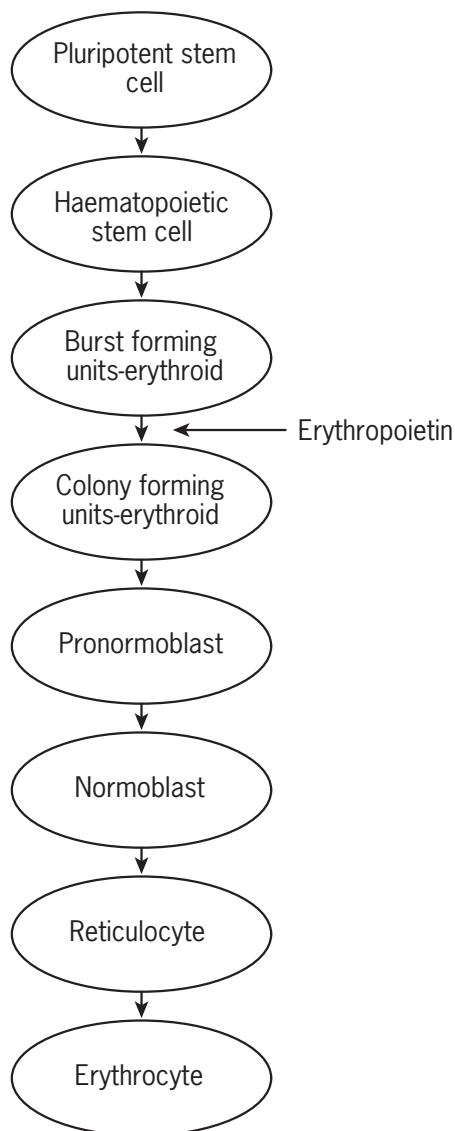 Pluripotent stem
cell
Haematopoietic
stem cell
Burst forming
units-erythroid
Erythropoietin
Colony forming
units-erythroid
Pronormoblast
Normoblast
Reticulocyte
Erythrocyte